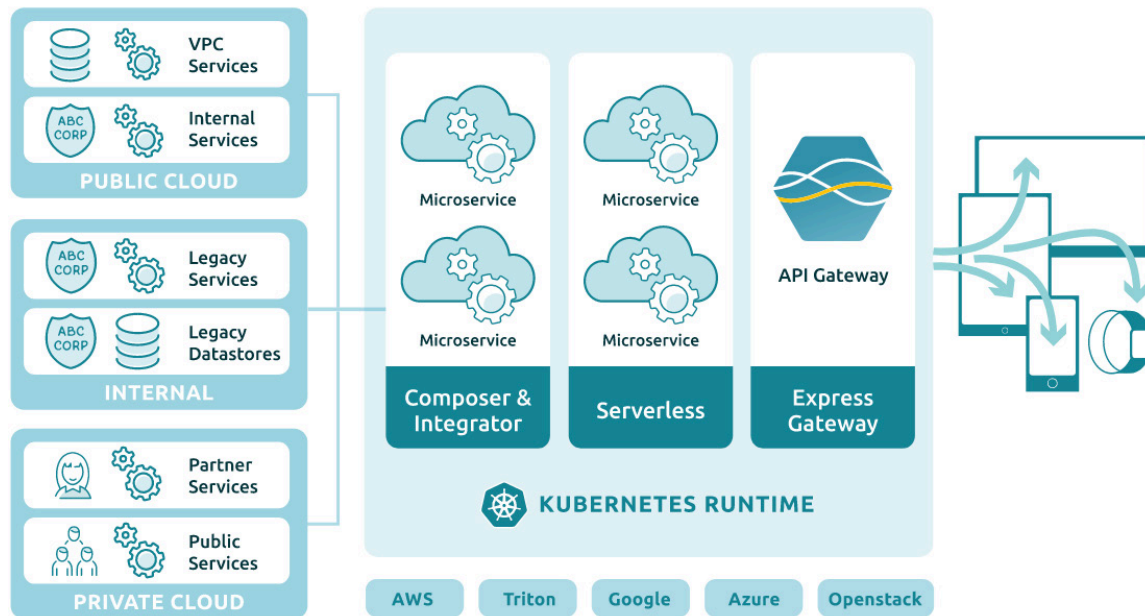 VPC
Services
ABC
CORP
Internal
Services
PUBLIC CLOUD
ABC
CORP
Legacy
Services
ABC
CORP
Legacy
Datastores
INTERNAL
Partner
Services
Public
Services
PRIVATE CLOUD
Microservice
Microservice
Microservice
Microservice
API Gateway
Composer &
Integrator
Serverless
Express
Gateway
KUBERNETES RUNTIME
AWS
Triton
Google
Azure
Openstack